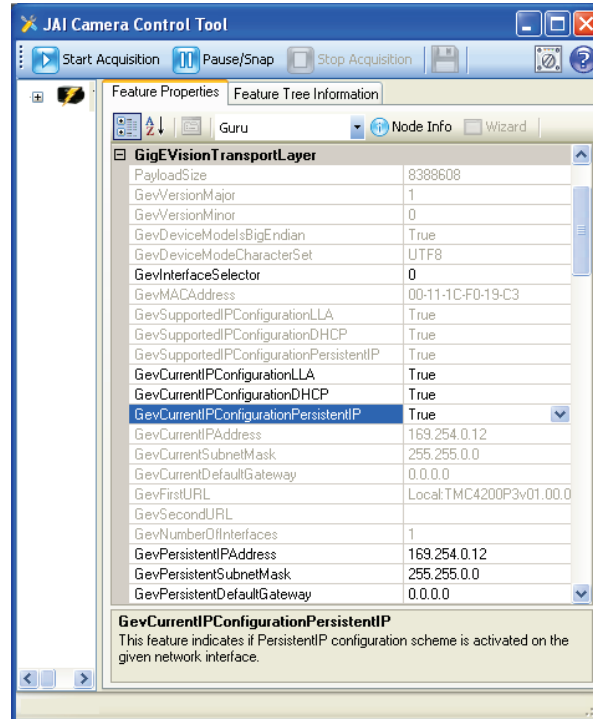 JAI Camera Control Tool
Start Acquisition Pause/Snap Stop Acquisition
Feature Properties Feature Tree Information
Guru Node Info Wizard
GigEVisionTransportLayer
PayloadSize 8388608
GevVersionMajor 1
GevVersionMinor 0
GevDeviceModeIsBigEndian True
GevDeviceModeCharacterSet UTF8
GevInterfaceSelector 0
GevMACAddress 00-11-1C-F0-19-C3
GevSupportedIPConfigurationLLA True
GevSupportedIPConfigurationDHCP True
GevSupportedIPConfigurationPersistentIP True
GevCurrentIPConfigurationLLA True
GevCurrentIPConfigurationDHCP True
GevCurrentIPConfigurationPersistentIP True
GevCurrentIPAddress 169.254.0.12
GevCurrentSubnetMask 255.255.0.0
GevCurrentDefaultGateway 0.0.0.0
GevFirstURL Local:TMC4200P3v01.00.0
GevSecondURL
GevNumberOfInterfaces 1
GevPersistentIPAddress 169.254.0.12
GevPersistentSubnetMask 255.255.0.0
GevPersistentDefaultGateway 0.0.0.0
GevCurrentIPConfigurationPersistentIP
This feature indicates if PersistentIP configuration scheme is activated on the
given network interface.